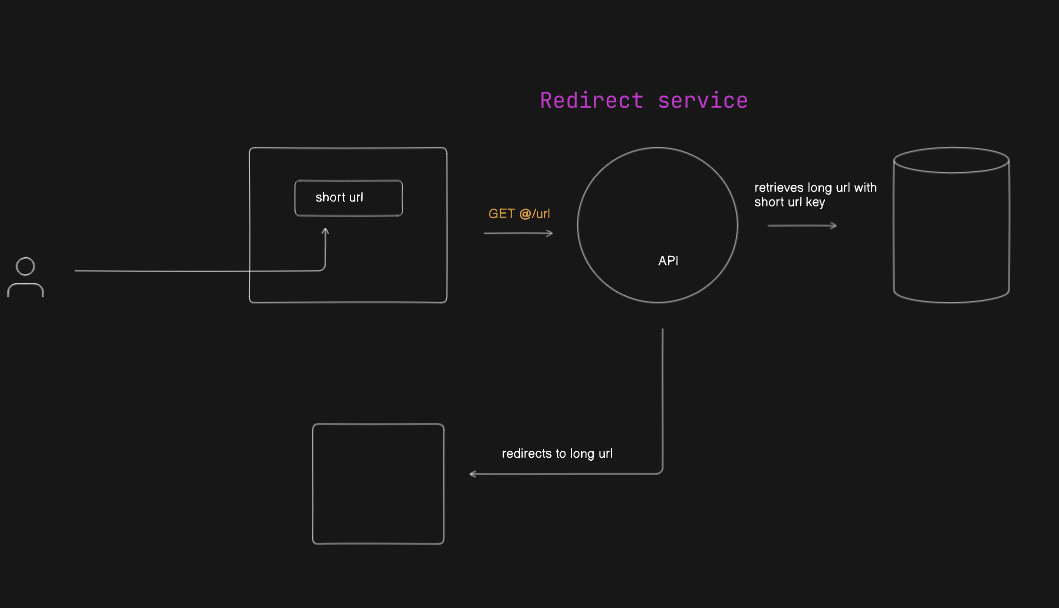 Redirect service
short url
GET @/url
retrieves long url with
short url key
API
redirects to long url